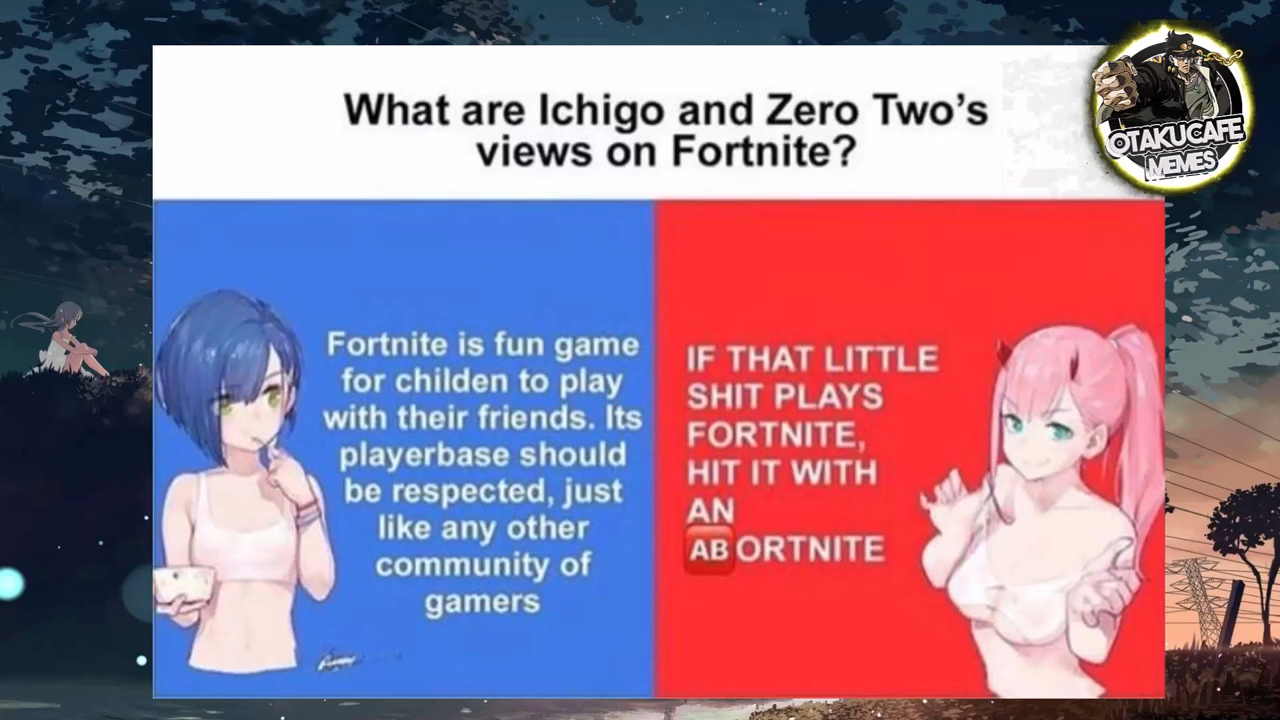 What are Ichigo and Zero Two's
views on Fortnite?
OTAKUCAFE
MEMES
Fortnite is fun game
for childen to play
with their friends. Its
playerbase should
be respected, just
like any other
community of
gamers
IF THAT LITTLE
SHIT PLAYS
FORTNITE,
HIT IT WITH
AN
ABORTNITE